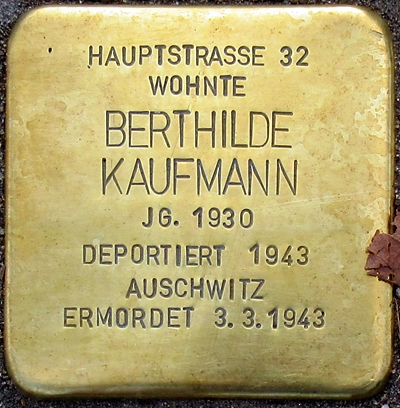 HAUPTSTRASSE 32
WOHNTE
BERTHILDE
KAUFMANN
JG. 1930
DEPORTIERT 1943
AUSCHWITZ
ERMORDET 3.3.1943